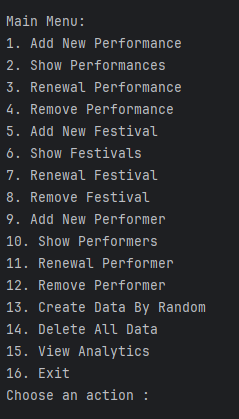 Main Menu:
1. Add New Performance
2. Show Performances
3. Renewal Performance
4. Remove Performance
5. Add New Festival
6. Show Festivals
7. Renewal Festival
8. Remove Festival
9. Add New Performer
10. Show Performers
11. Renewal Performer
12. Remove Performer
13. Create Data By Random
14. Delete All Data
15. View Analytics
16. Exit
Choose an action :